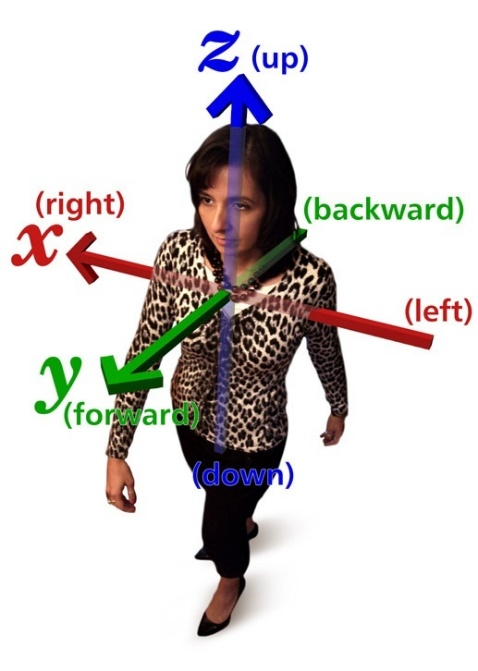 z (up)
(right)
x
(backward)
(left)
y
(forward)
(down)